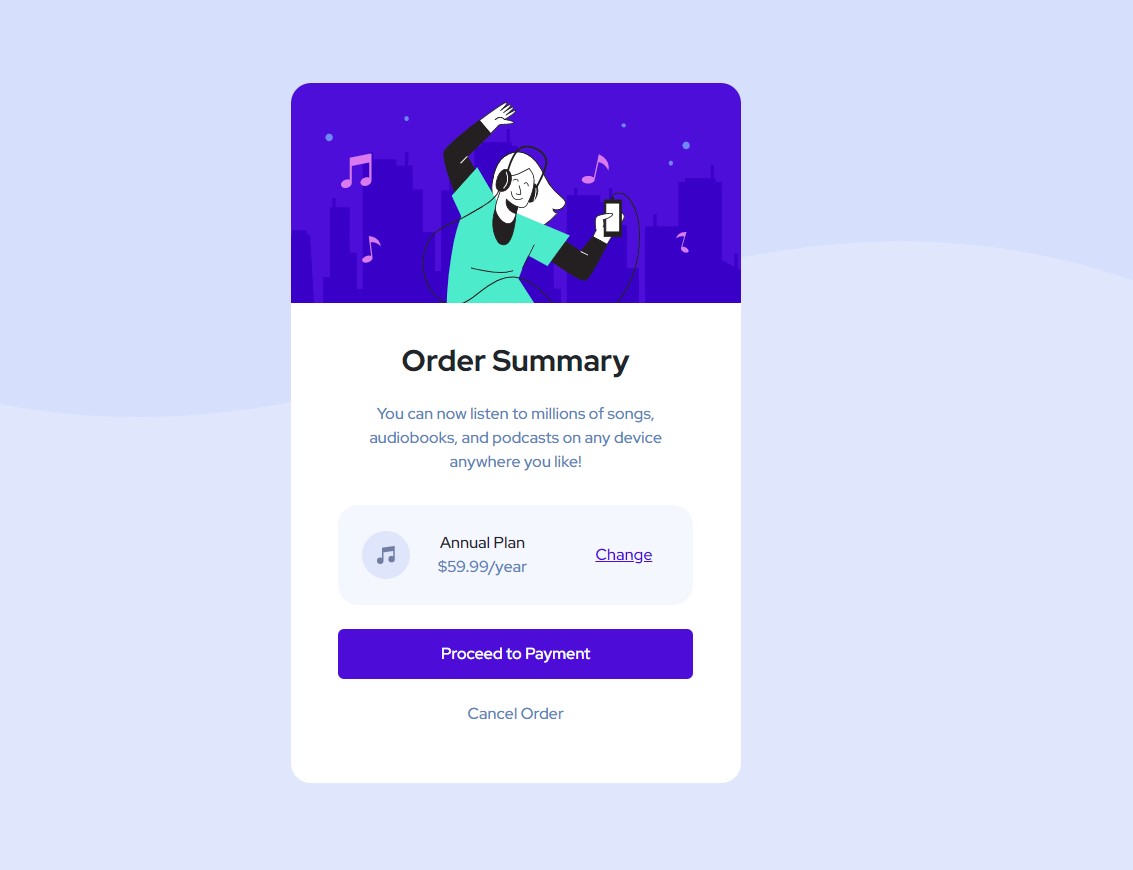 Order Summary
You can now listen to millions of songs,
audiobooks, and podcasts on any device
anywhere you like!
Annual Plan
$59.99/year
Change
Proceed to Payment
Cancel Order